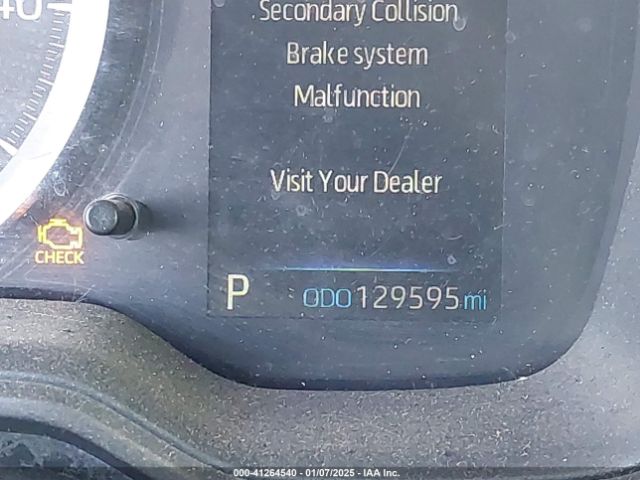 40
Secondary Collision
Brake system
Malfunction
Visit Your Dealer
CHECK
P ODO 129595 mi
000-41264540 - 01/07/2025 - IAA Inc.